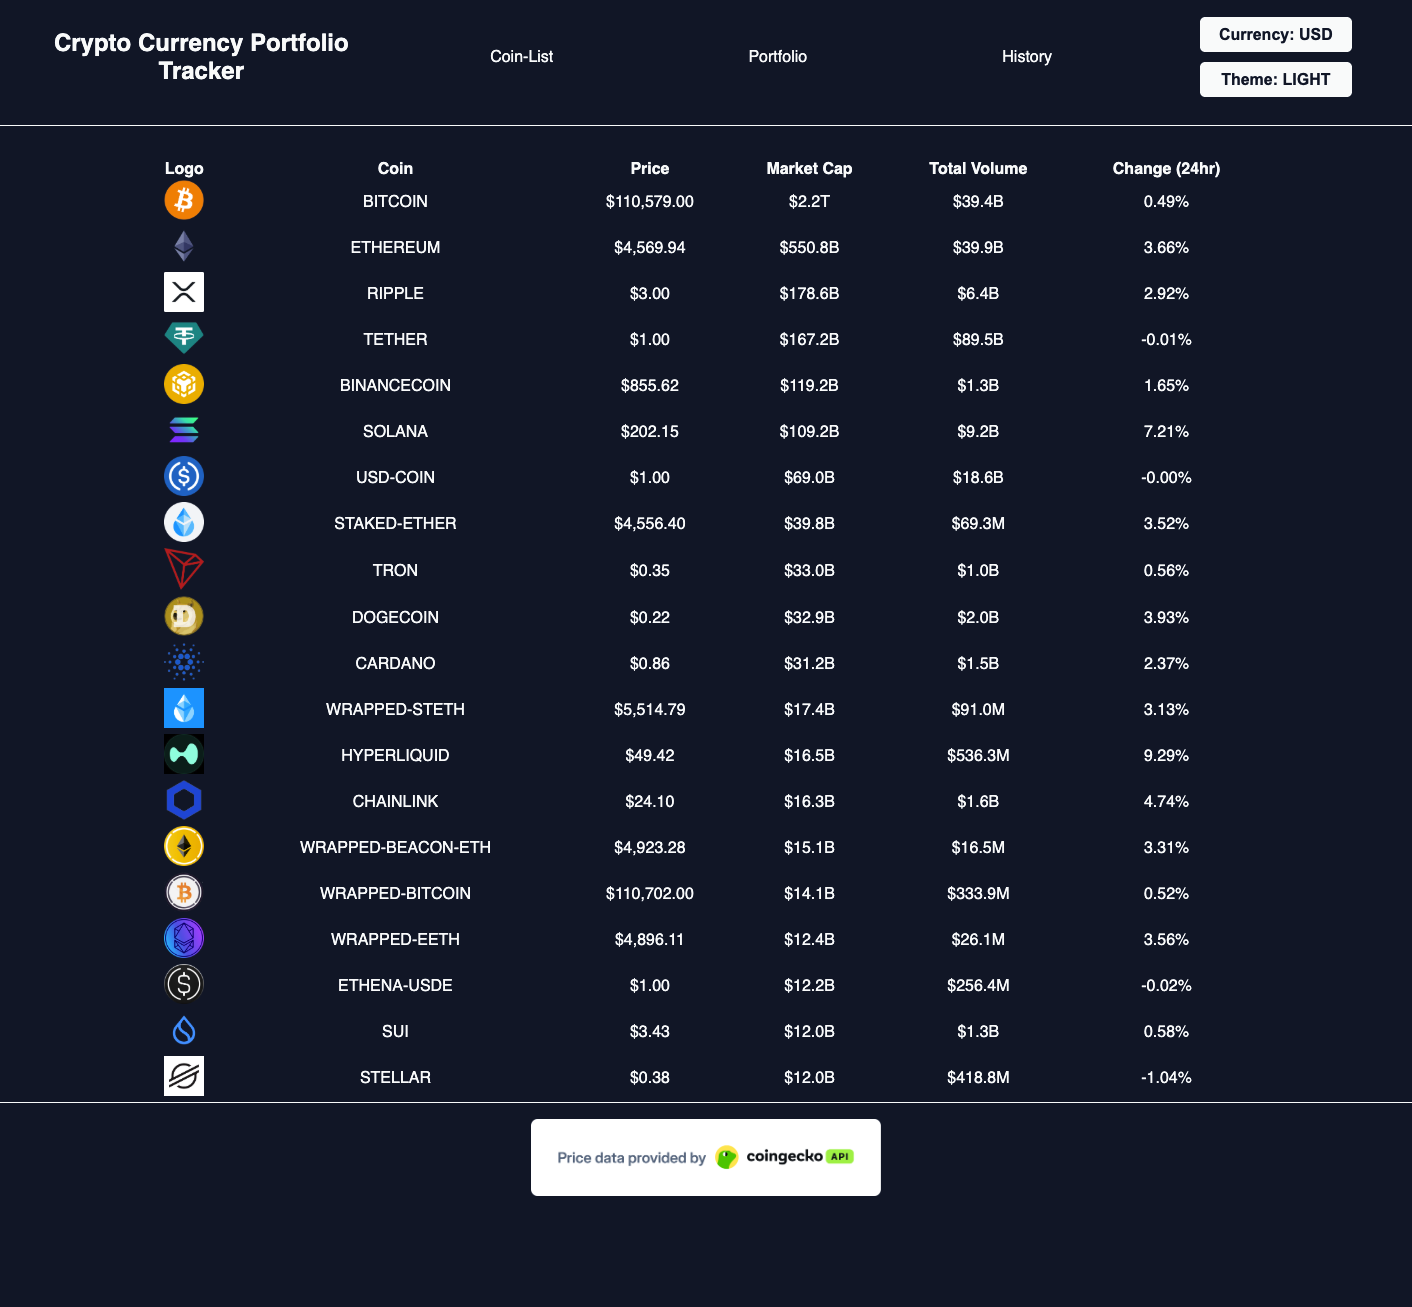 Crypto Currency Portfolio
Tracker
Coin-List
Portfolio
History
Currency: USD
Theme: LIGHT
Logo Coin Price Market Cap Total Volume Change (24hr)
BITCOIN $110,579.00 $2.2T $39.4B 0.49%
ETHEREUM $4,569.94 $550.8B $39.9B 3.66%
RIPPLE $3.00 $178.6B $6.4B 2.92%
TETHER $1.00 $167.2B $89.5B -0.01%
BINANCECOIN $855.62 $119.2B $1.3B 1.65%
SOLANA $202.15 $109.2B $9.2B 7.21%
USD-COIN $1.00 $69.0B $18.6B -0.00%
STAKED-ETHER $4,556.40 $39.8B $69.3M 3.52%
TRON $0.35 $33.0B $1.0B 0.56%
DOGECOIN $0.22 $32.9B $2.0B 3.93%
CARDANO $0.86 $31.2B $1.5B 2.37%
WRAPPED-STETH $5,514.79 $17.4B $91.0M 3.13%
HYPERLIQUID $49.42 $16.5B $536.3M 9.29%
CHAINLINK $24.10 $16.3B $1.6B 4.74%
WRAPPED-BEACON-ETH $4,923.28 $15.1B $16.5M 3.31%
WRAPPED-BITCOIN $110,702.00 $14.1B $333.9M 0.52%
WRAPPED-EETH $4,896.11 $12.4B $26.1M 3.56%
ETHENA-USDE $1.00 $12.2B $256.4M -0.02%
SUI $3.43 $12.0B $1.3B 0.58%
STELLAR $0.38 $12.0B $418.8M -1.04%
Price data provided by coingecko API